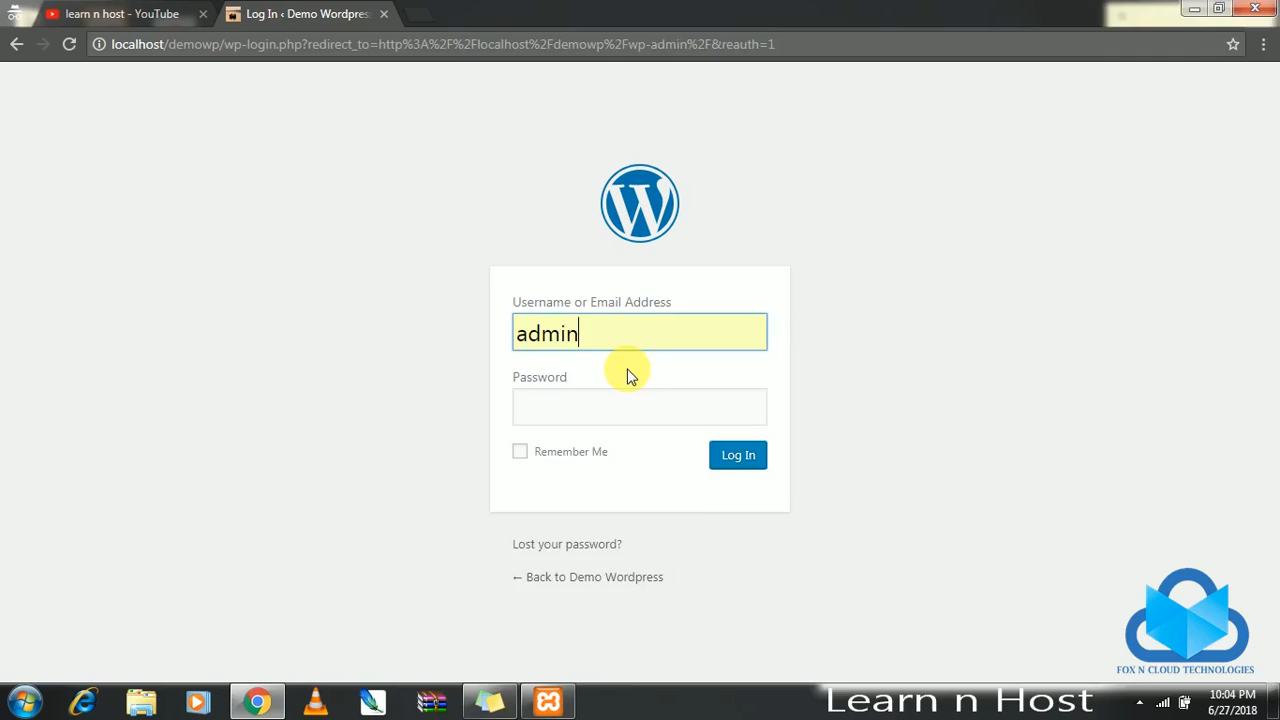 learn n host - YouTube
Log In ‹ Demo Wordpress
localhost/demowp/wp-login.php?redirect_to=http%3A%2F%2Flocalhost%2Fdemowp%2Fwp-admin%2F&reauth=1
Username or Email Address
admin
Password
Remember Me
Log In
Lost your password?
← Back to Demo Wordpress
FOX N CLOUD TECHNOLOGIES
Learn n Host
10:04 PM
6/27/2018